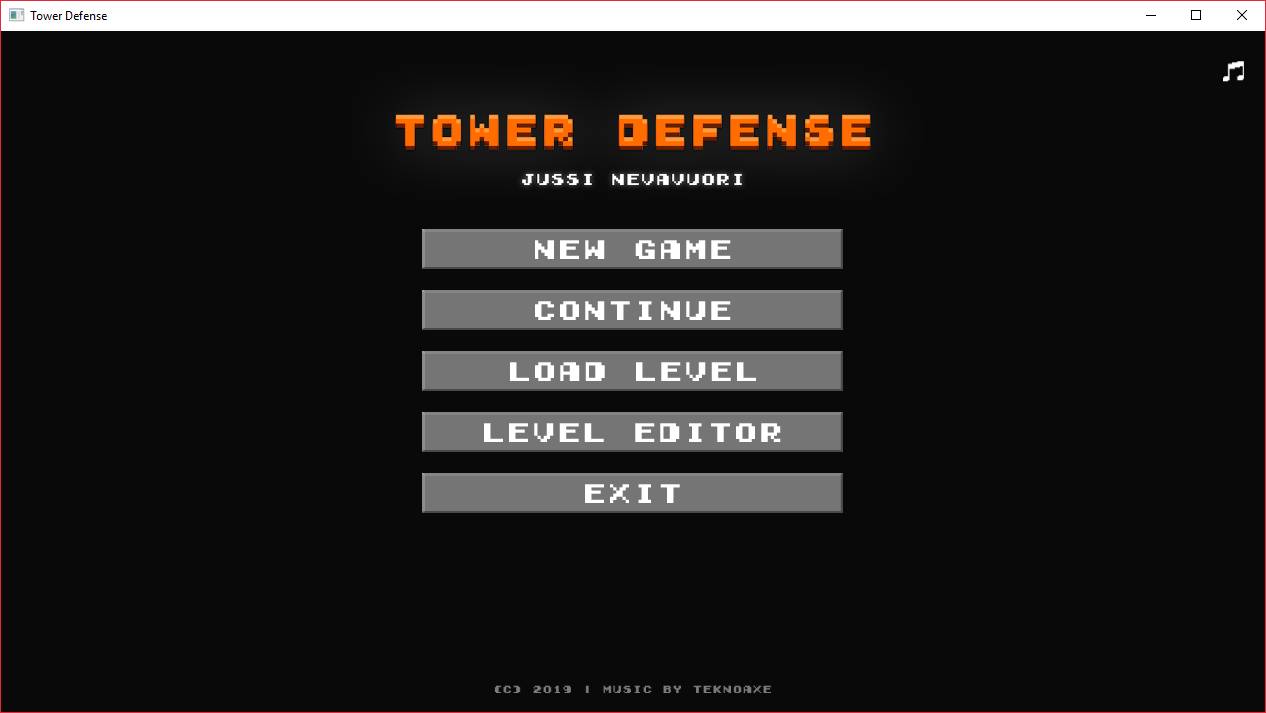 Tower Defense
TOWER DEFENSE
JUSSI NEVAVUORI
NEW GAME
CONTINUE
LOAD LEVEL
LEVEL EDITOR
EXIT
(C) 2019 | MUSIC BY TEKNOAXE